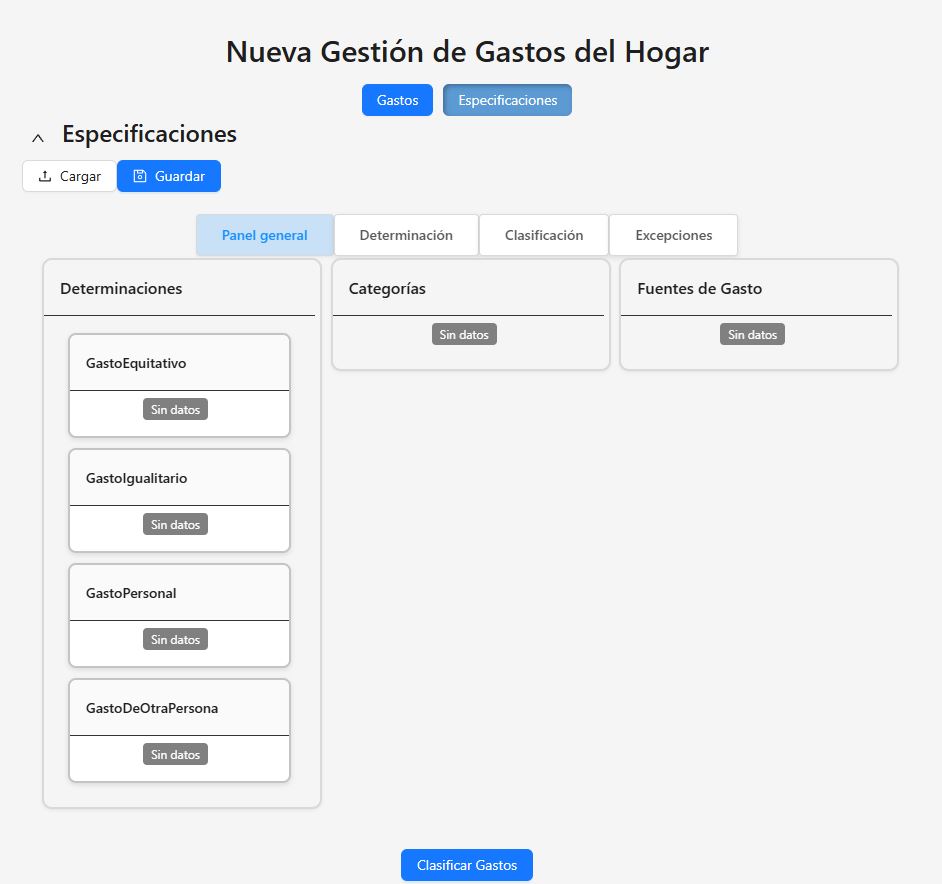 Nueva Gestión de Gastos del Hogar
Gastos Especificaciones
Especificaciones
Cargar Guardar
Panel general Determinación Clasificación Excepciones
Determinaciones
GastoEquitativo
Sin datos
GastoIgualitario
Sin datos
GastoPersonal
Sin datos
GastoDeOtraPersona
Sin datos
Categorías
Sin datos
Fuentes de Gasto
Sin datos
Clasificar Gastos